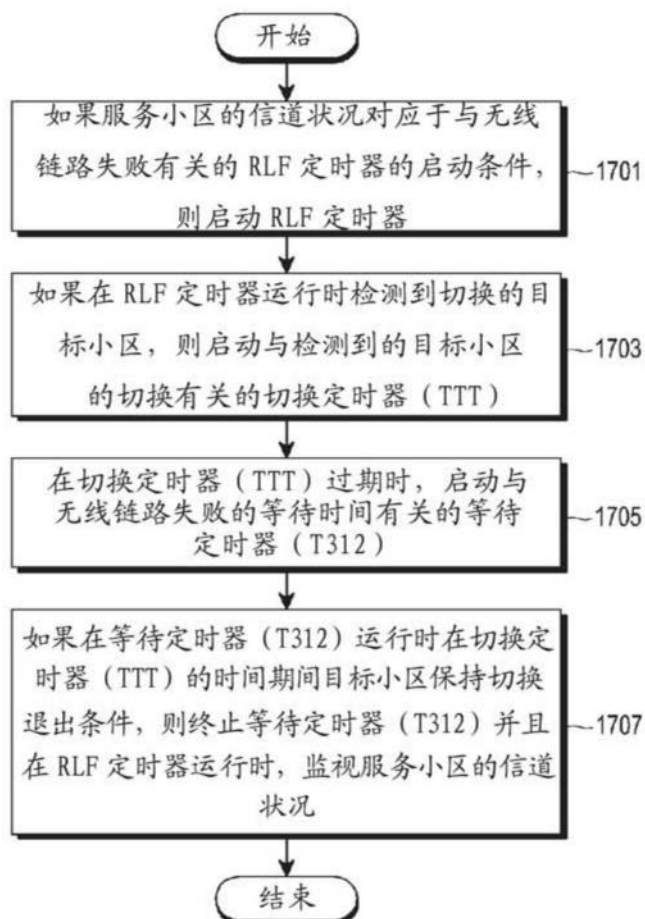 开始
如果服务小区的信道状况对应于与无线
链路失败有关的 RLF 定时器的启动条件，
则启动 RLF 定时器
1701
如果在 RLF 定时器运行时检测到切换的目
标小区，则启动与检测到的目标小区
的切换有关的切换定时器（TTT）
1703
在切换定时器（TTT）过期时，启动与
无线链路失败的等待时间有关的等待
定时器（T312）
1705
如果在等待定时器（T312）运行时在切换定
时器（TTT）的时间期间目标小区保持切换
退出条件，则终止等待定时器（T312）并且
在 RLF 定时器运行时，监视服务小区的信道
状况
1707
结束